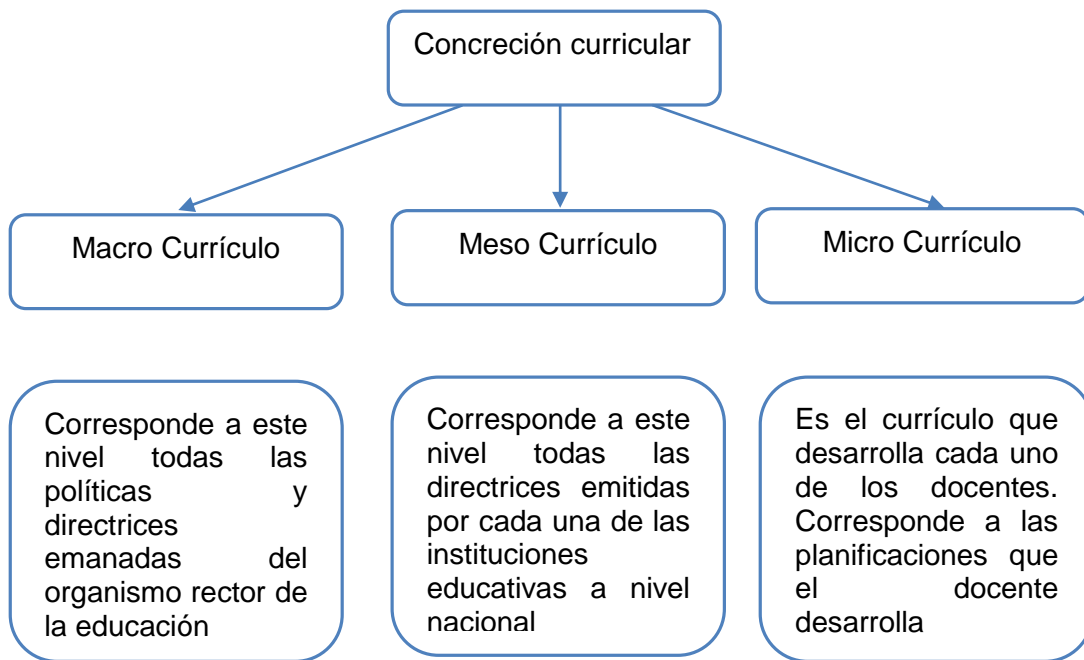 Concreción curricular
Macro Currículo
Meso Currículo
Micro Currículo
Corresponde a este
nivel todas las
políticas y
directrices
emanadas del
organismo rector de
la educación
Corresponde a este
nivel todas las
directrices emitidas
por cada una de las
instituciones
educativas a nivel
nacional
Es el currículo que
desarrolla cada uno
de los docentes.
Corresponde a las
planificaciones que
el docente
desarrolla